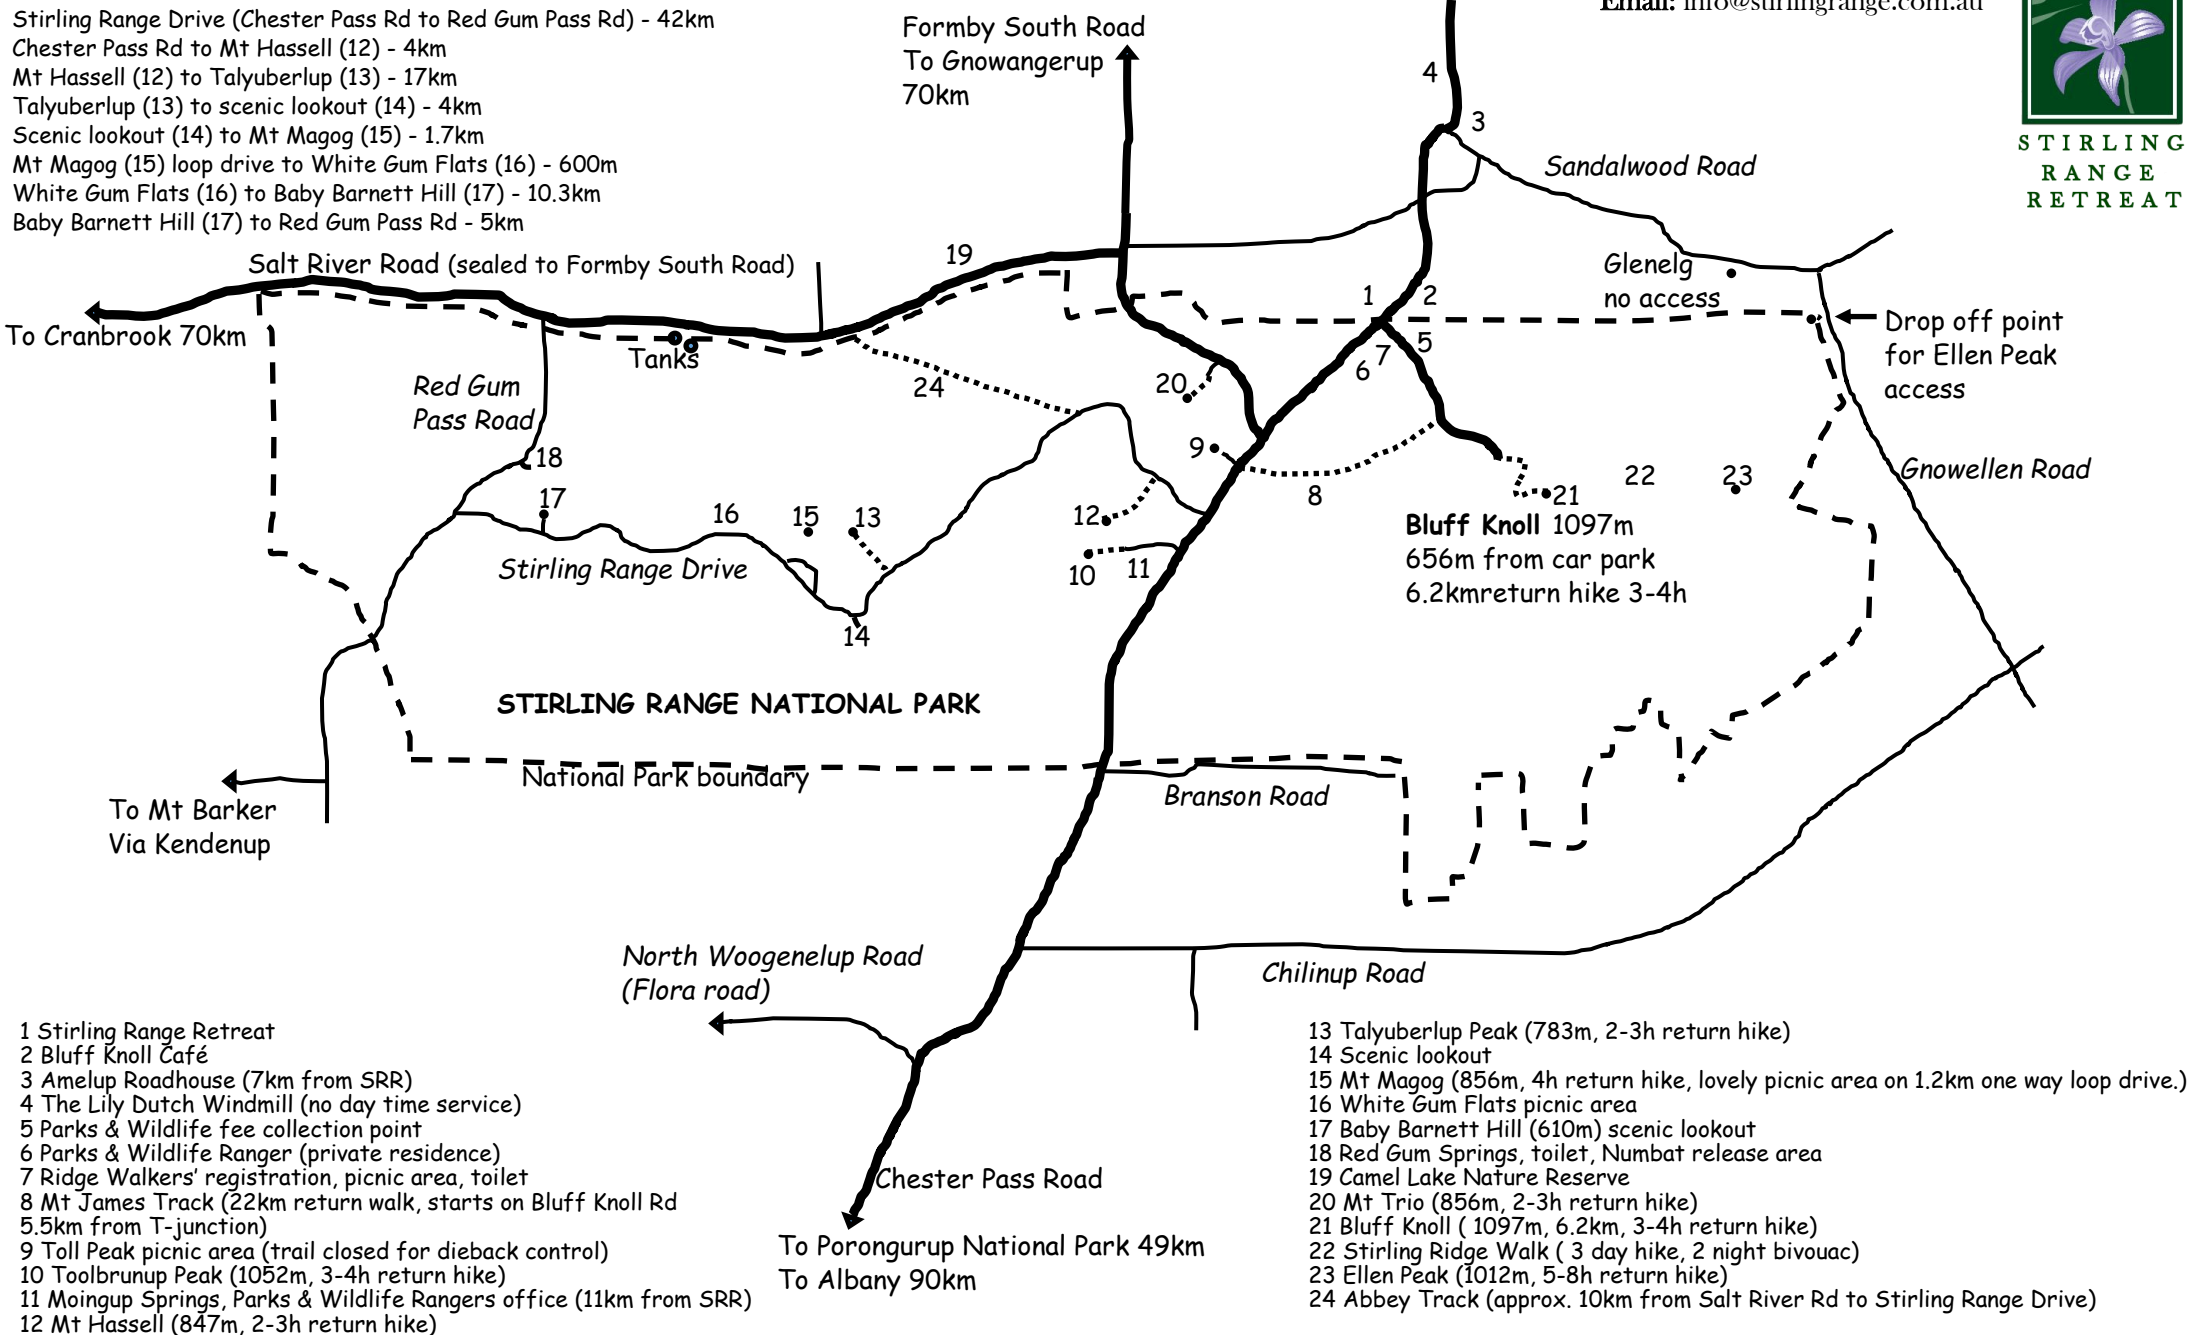 Stirling Range Drive (Chester Pass Rd to Red Gum Pass Rd) - 42km
Chester Pass Rd to Mt Hassell (12) - 4km
Mt Hassell (12) to Talyuberlup (13) - 17km
Talyuberlup (13) to scenic lookout (14) - 4km
Scenic lookout (14) to Mt Magog (15) - 1.7km
Mt Magog (15) loop drive to White Gum Flats (16) - 600m
White Gum Flats (16) to Baby Barnett Hill (17) - 10.3km
Baby Barnett Hill (17) to Red Gum Pass Rd - 5km
Formby South Road
To Gnowangerup
70km
Email: info@stirlingrange.com.au
STIRLING
RANGE
RETREAT
4
3
Sandalwood Road
19
Salt River Road (sealed to Formby South Road)
Glenelg
no access
1
2
To Cranbrook 70km
Drop off point
for Ellen Peak
access
Tanks
5
7
6
Red Gum
Pass Road
24
20
18
9
Gnowellen Road
22
23
8
21
17
16
15
13
12
Bluff Knoll 1097m
656m from car park
6.2kmreturn hike 3-4h
Stirling Range Drive
10
11
14
STIRLING RANGE NATIONAL PARK
National Park boundary
Branson Road
To Mt Barker
Via Kendenup
North Woogenelup Road
(Flora road)
Chilinup Road
Chester Pass Road
To Porongurup National Park 49km
To Albany 90km
1 Stirling Range Retreat
2 Bluff Knoll Café
3 Amelup Roadhouse (7km from SRR)
4 The Lily Dutch Windmill (no day time service)
5 Parks & Wildlife fee collection point
6 Parks & Wildlife Ranger (private residence)
7 Ridge Walkers’ registration, picnic area, toilet
8 Mt James Track (22km return walk, starts on Bluff Knoll Rd
5.5km from T-junction)
9 Toll Peak picnic area (trail closed for dieback control)
10 Toolbrunup Peak (1052m, 3-4h return hike)
11 Moingup Springs, Parks & Wildlife Rangers office (11km from SRR)
12 Mt Hassell (847m, 2-3h return hike)
13 Talyuberlup Peak (783m, 2-3h return hike)
14 Scenic lookout
15 Mt Magog (856m, 4h return hike, lovely picnic area on 1.2km one way loop drive.)
16 White Gum Flats picnic area
17 Baby Barnett Hill (610m) scenic lookout
18 Red Gum Springs, toilet, Numbat release area
19 Camel Lake Nature Reserve
20 Mt Trio (856m, 2-3h return hike)
21 Bluff Knoll ( 1097m, 6.2km, 3-4h return hike)
22 Stirling Ridge Walk ( 3 day hike, 2 night bivouac)
23 Ellen Peak (1012m, 5-8h return hike)
24 Abbey Track (approx. 10km from Salt River Rd to Stirling Range Drive)